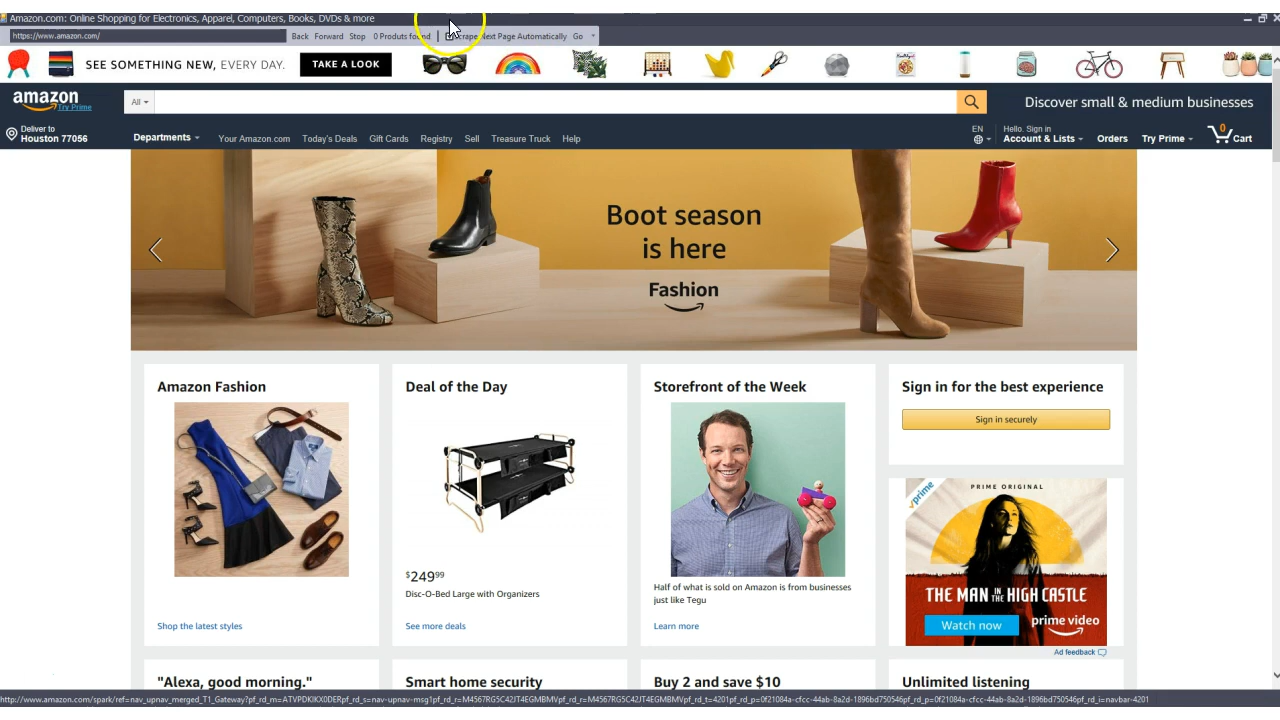 Amazon.com: Online Shopping for Electronics, Apparel, Computers, Books, DVDs & more
https://www.amazon.com/ Back Forward Stop 0 Produts found Scrape Next Page Automatically Go
SEE SOMETHING NEW, EVERY DAY. TAKE A LOOK
amazon
Try Prime
All
Discover small & medium businesses
Deliver to
Houston 77056
Departments Your Amazon.com Today's Deals Gift Cards Registry Sell Treasure Truck Help
EN
Hello. Sign in
Account & Lists Orders Try Prime 0 Cart
Boot season
is here
Fashion
Amazon Fashion
Shop the latest styles
Deal of the Day
$249.99
Disc-O-Bed Large with Organizers
See more deals
Storefront of the Week
Half of what is sold on Amazon is from businesses
just like Tegu
Learn more
Sign in for the best experience
Sign in securely
prime
PRIME ORIGINAL
THE MAN IN THE HIGH CASTLE
Watch now
prime video
Ad feedback
"Alexa, good morning."
Smart home security
Buy 2 and save $10
Unlimited listening